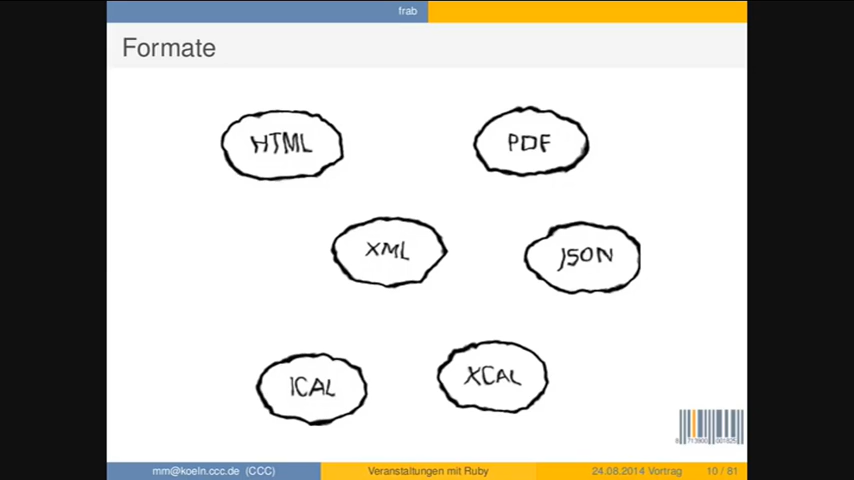 frab
Formate
HTML
PDF
XML
JSON
ICAL
XCAL
mm@koeln.ccc.de (CCC)
Veranstaltungen mit Ruby
24.08.2014 Vortrag
10 / 81